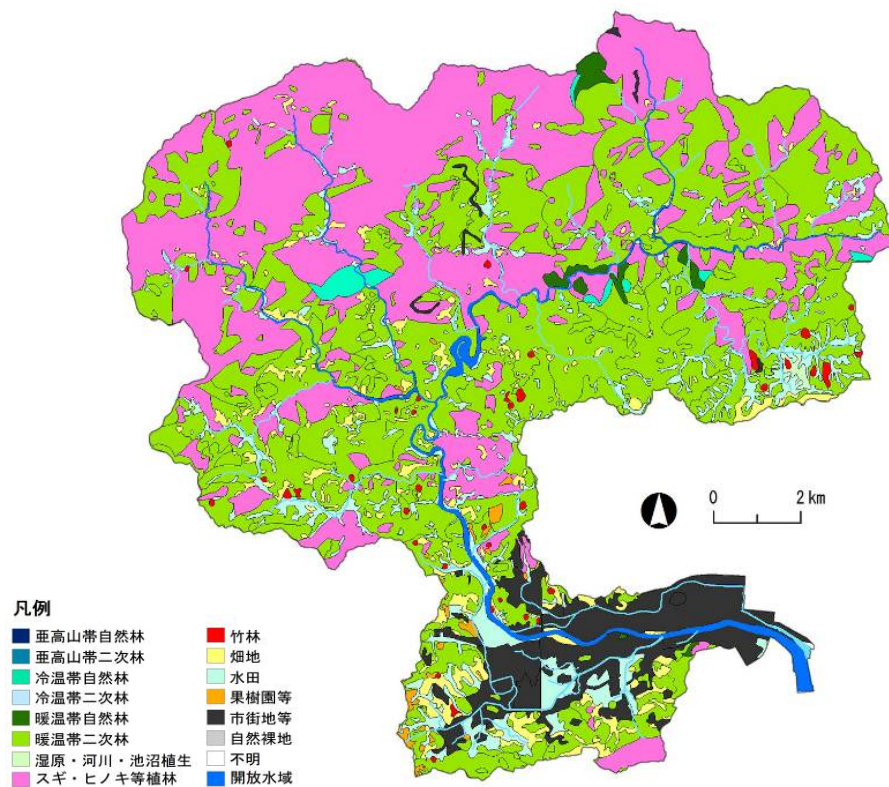 0 2 km
凡例
亜高山帯自然林
亜高山帯二次林
冷温帯自然林
冷温帯二次林
暖温帯自然林
暖温帯二次林
湿原・河川・池沼植生
スギ・ヒノキ等植林
竹林
畑地
水田
果樹園等
市街地等
自然裸地
不明
開放水域